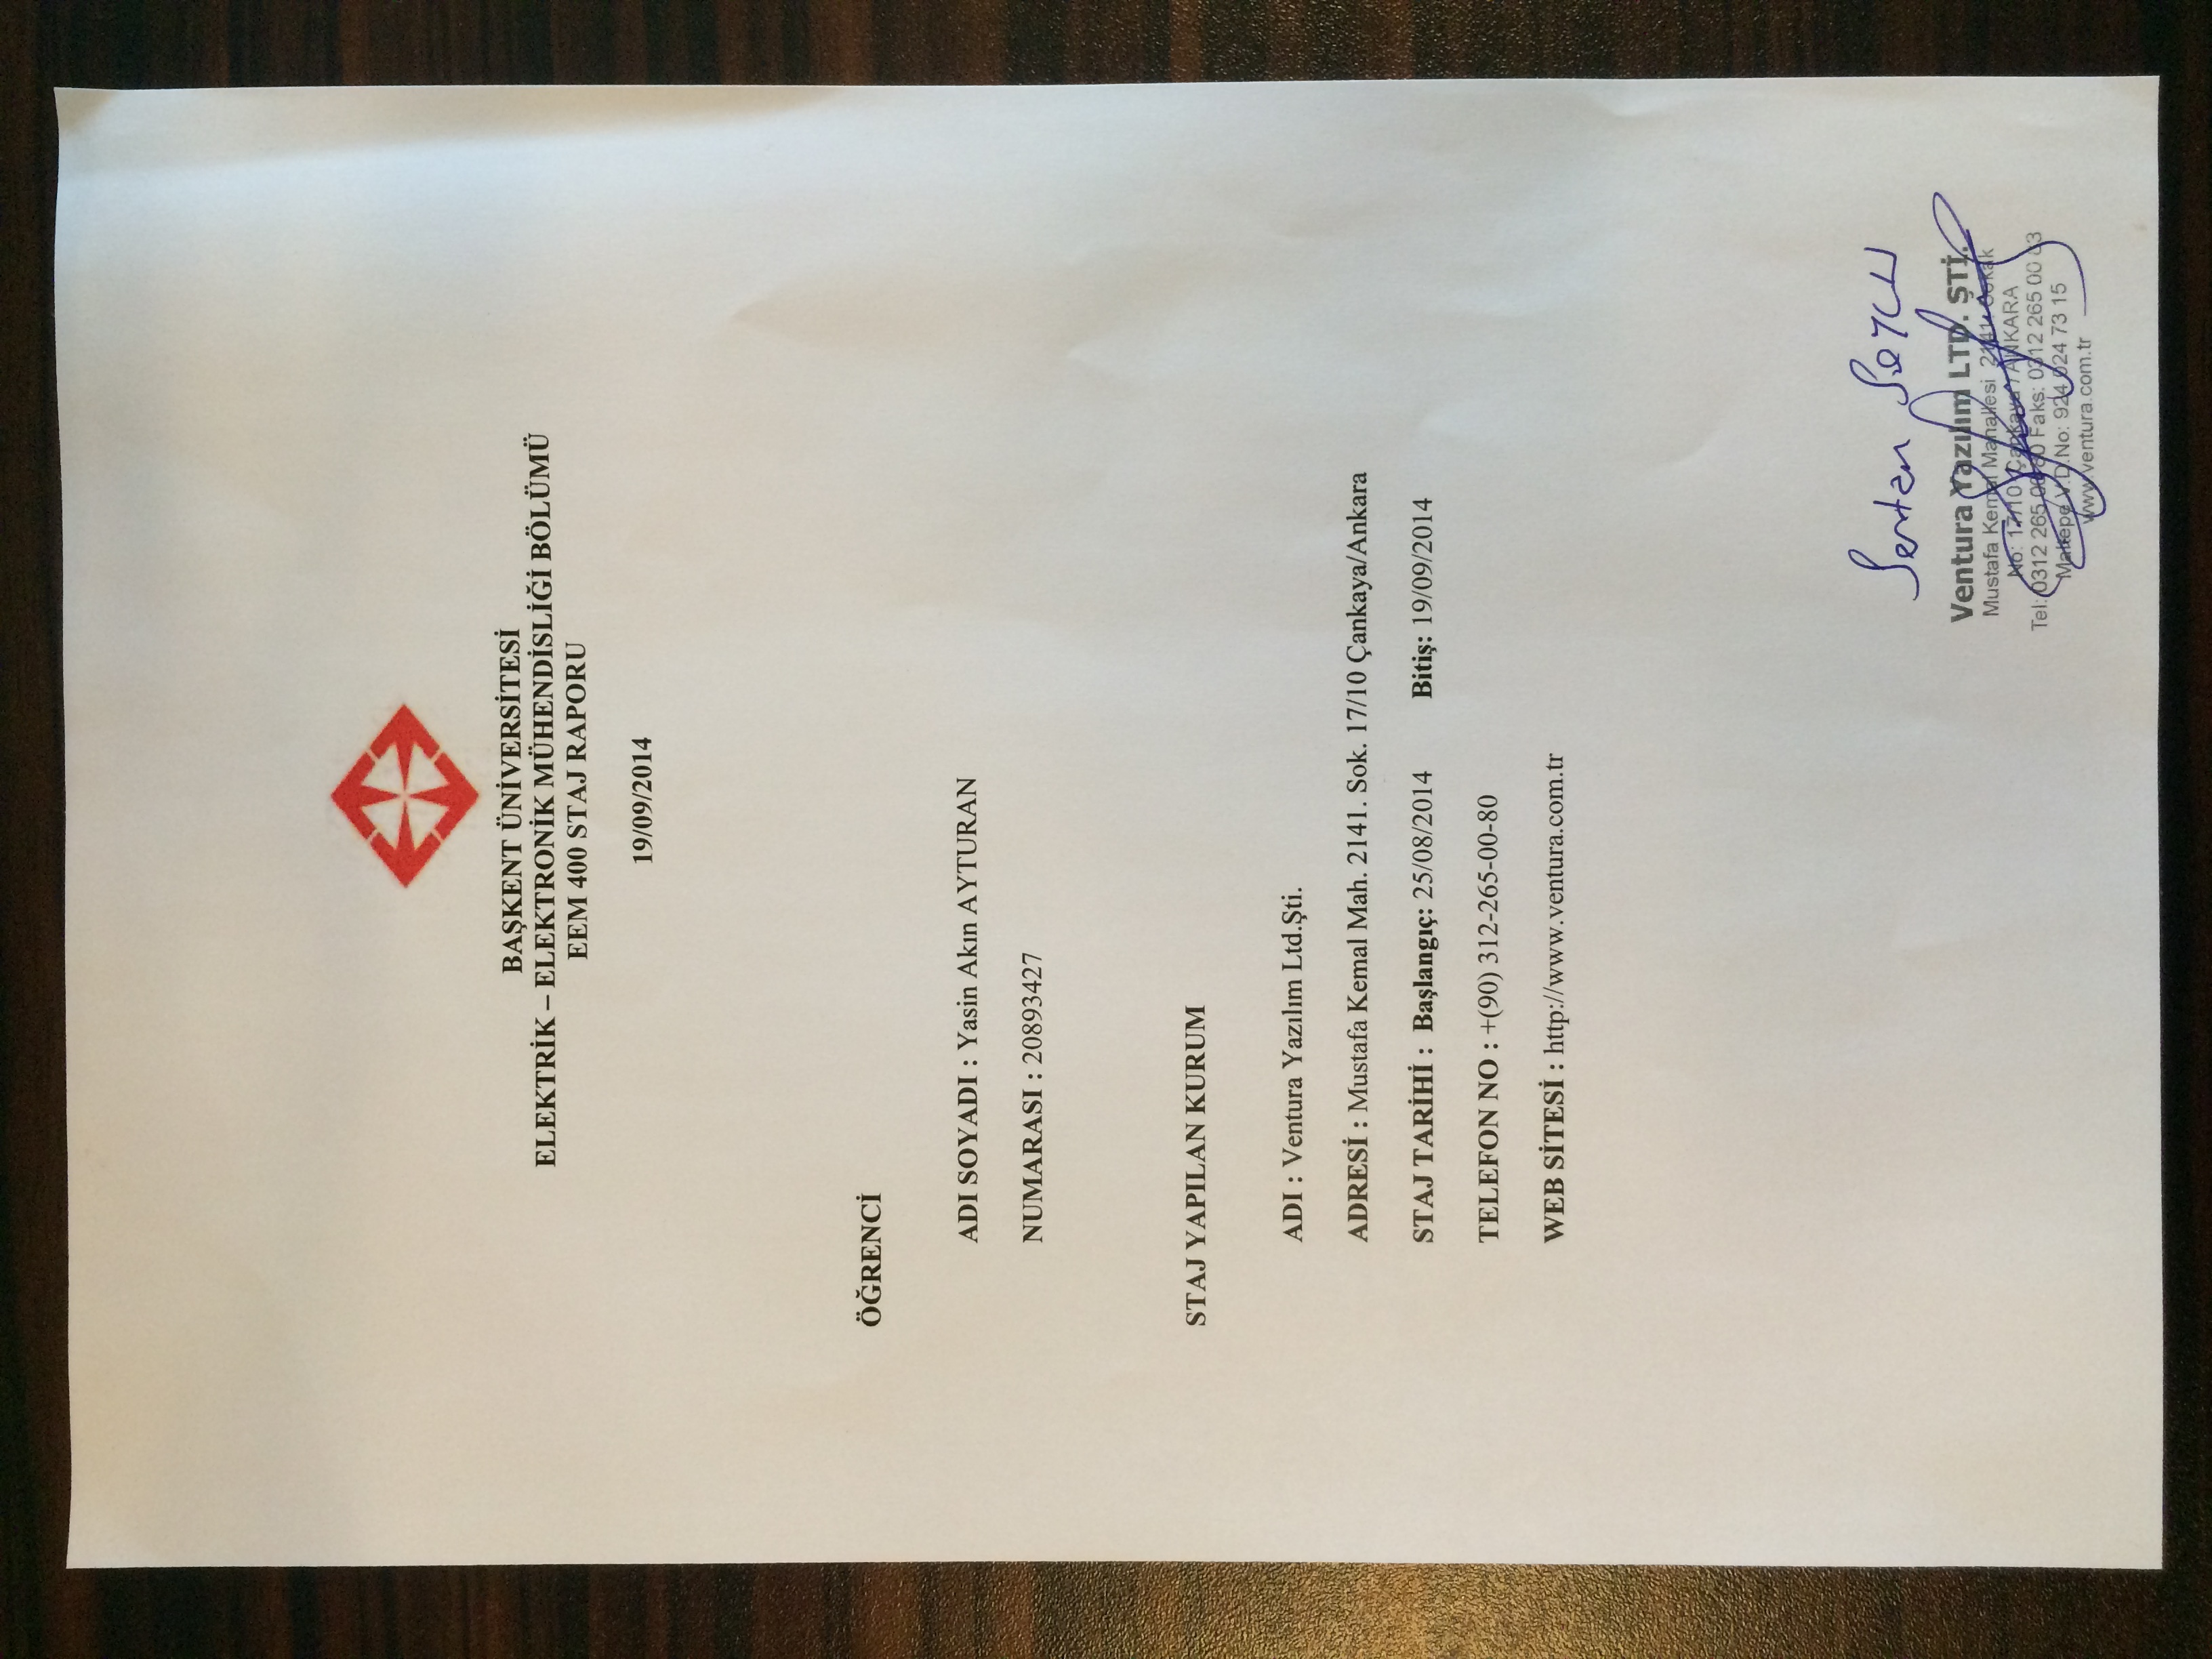 BAŞKENT ÜNİVERSİTESİ
ELEKTRİK – ELEKTRONİK MÜHENDİSLİĞİ BÖLÜMÜ
EEM 400 STAJ RAPORU
19/09/2014
ÖĞRENCİ
ADI SOYADI : Yasin Akın AYTURAN
NUMARASI : 20893427
STAJ YAPILAN KURUM
ADI : Ventura Yazılım Ltd.Şti.
ADRESİ : Mustafa Kemal Mah. 2141. Sok. 17/10 Çankaya/Ankara
STAJ TARİHİ : Başlangıç: 25/08/2014 Bitiş: 19/09/2014
TELEFON NO : +(90) 312-265-00-80
WEB SİTESİ : http://www.ventura.com.tr
Sertan
Ventura Yazılım LTD. ŞTİ.
Mustafa Kemal Mahallesi 2141. Sokak
No: 17/10 Çankaya / ANKARA
Tel: 0312 265 00 80 Faks: 0312 265 00 83
Maltepe V.D.No: 924 024 73 15
www.ventura.com.tr